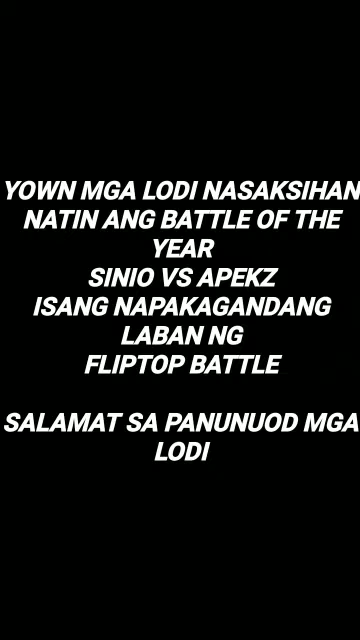 YOWN MGA LODI NASAKSIHAN
NATIN ANG BATTLE OF THE
YEAR
SINIO VS APEKZ
ISANG NAPAKAGANDANG
LABAN NG
FLIPTOP BATTLE
SALAMAT SA PANUNUOD MGA
LODI